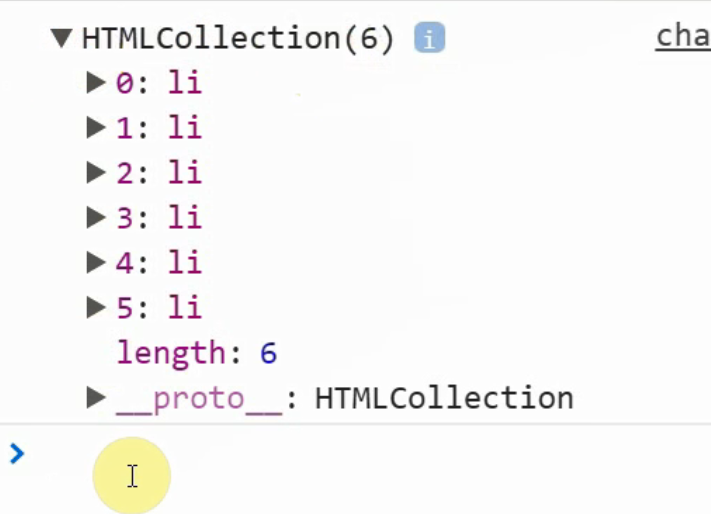 ▼ HTMLCollection(6) i cha
▶ 0: li
▶ 1: li
▶ 2: li
▶ 3: li
▶ 4: li
▶ 5: li
length: 6
▶ __proto__: HTMLCollection
>